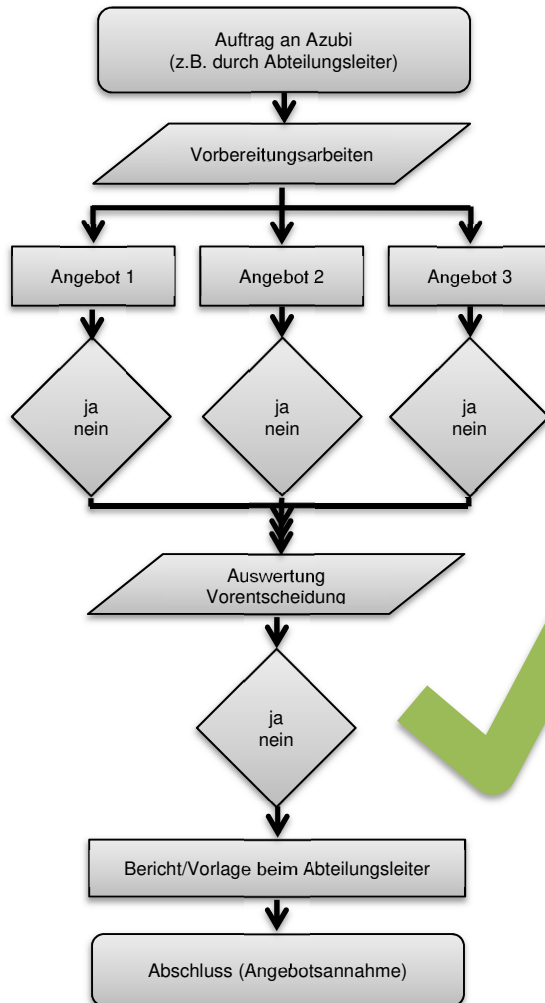 Auftrag an Azubi
(z.B. durch Abteilungsleiter)
Vorbereitungsarbeiten
Angebot 1
Angebot 2
Angebot 3
ja
nein
ja
nein
ja
nein
Auswertung
Vorentscheidung
ja
nein
Bericht/Vorlage beim Abteilungsleiter
Abschluss (Angebotsannahme)